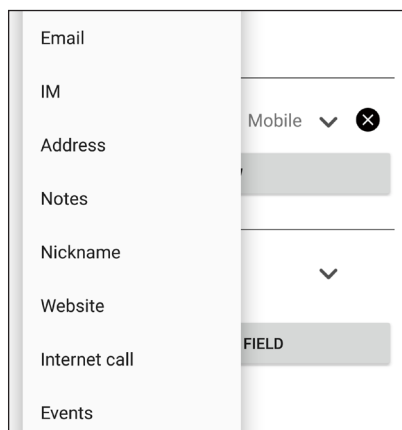 Email
IM
Mobile
Address
Notes
Nickname
Website
FIELD
Internet call
Events